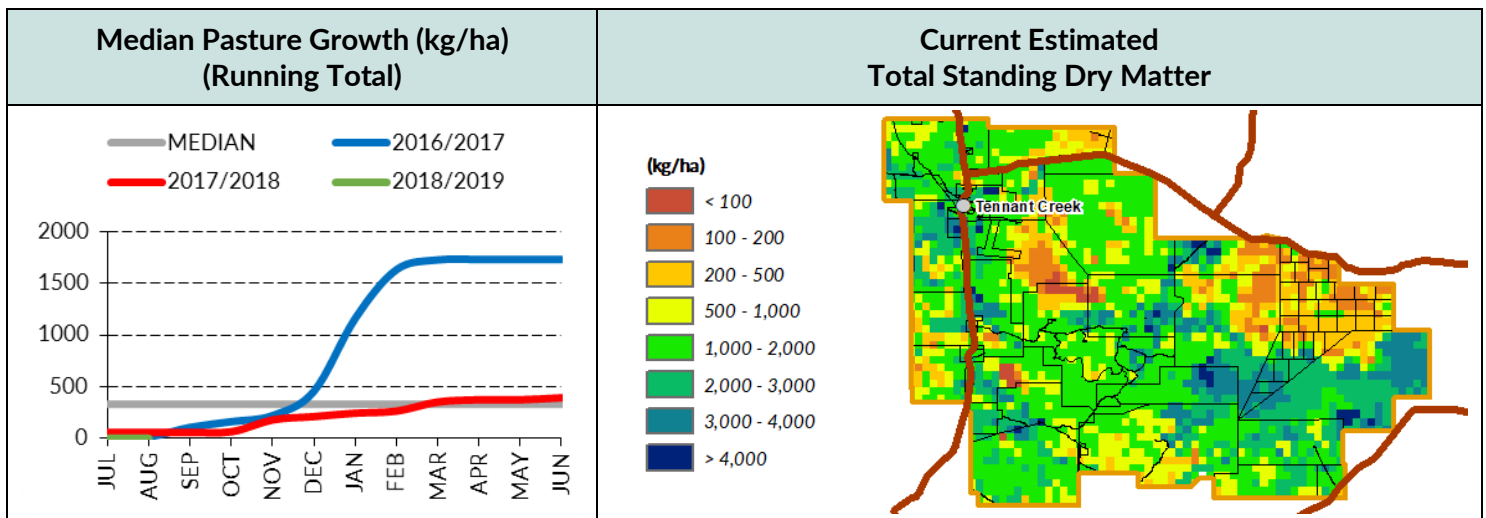 Median Pasture Growth (kg/ha)
(Running Total)
Current Estimated
Total Standing Dry Matter
MEDIAN
2016/2017
2017/2018
2018/2019
2000
1500
1000
500
0
JUL
AUG
SEP
OCT
NOV
DEC
JAN
FEB
MAR
APR
MAY
JUN
(kg/ha)
< 100
100 - 200
200 - 500
500 - 1,000
1,000 - 2,000
2,000 - 3,000
3,000 - 4,000
> 4,000
Tennant Creek